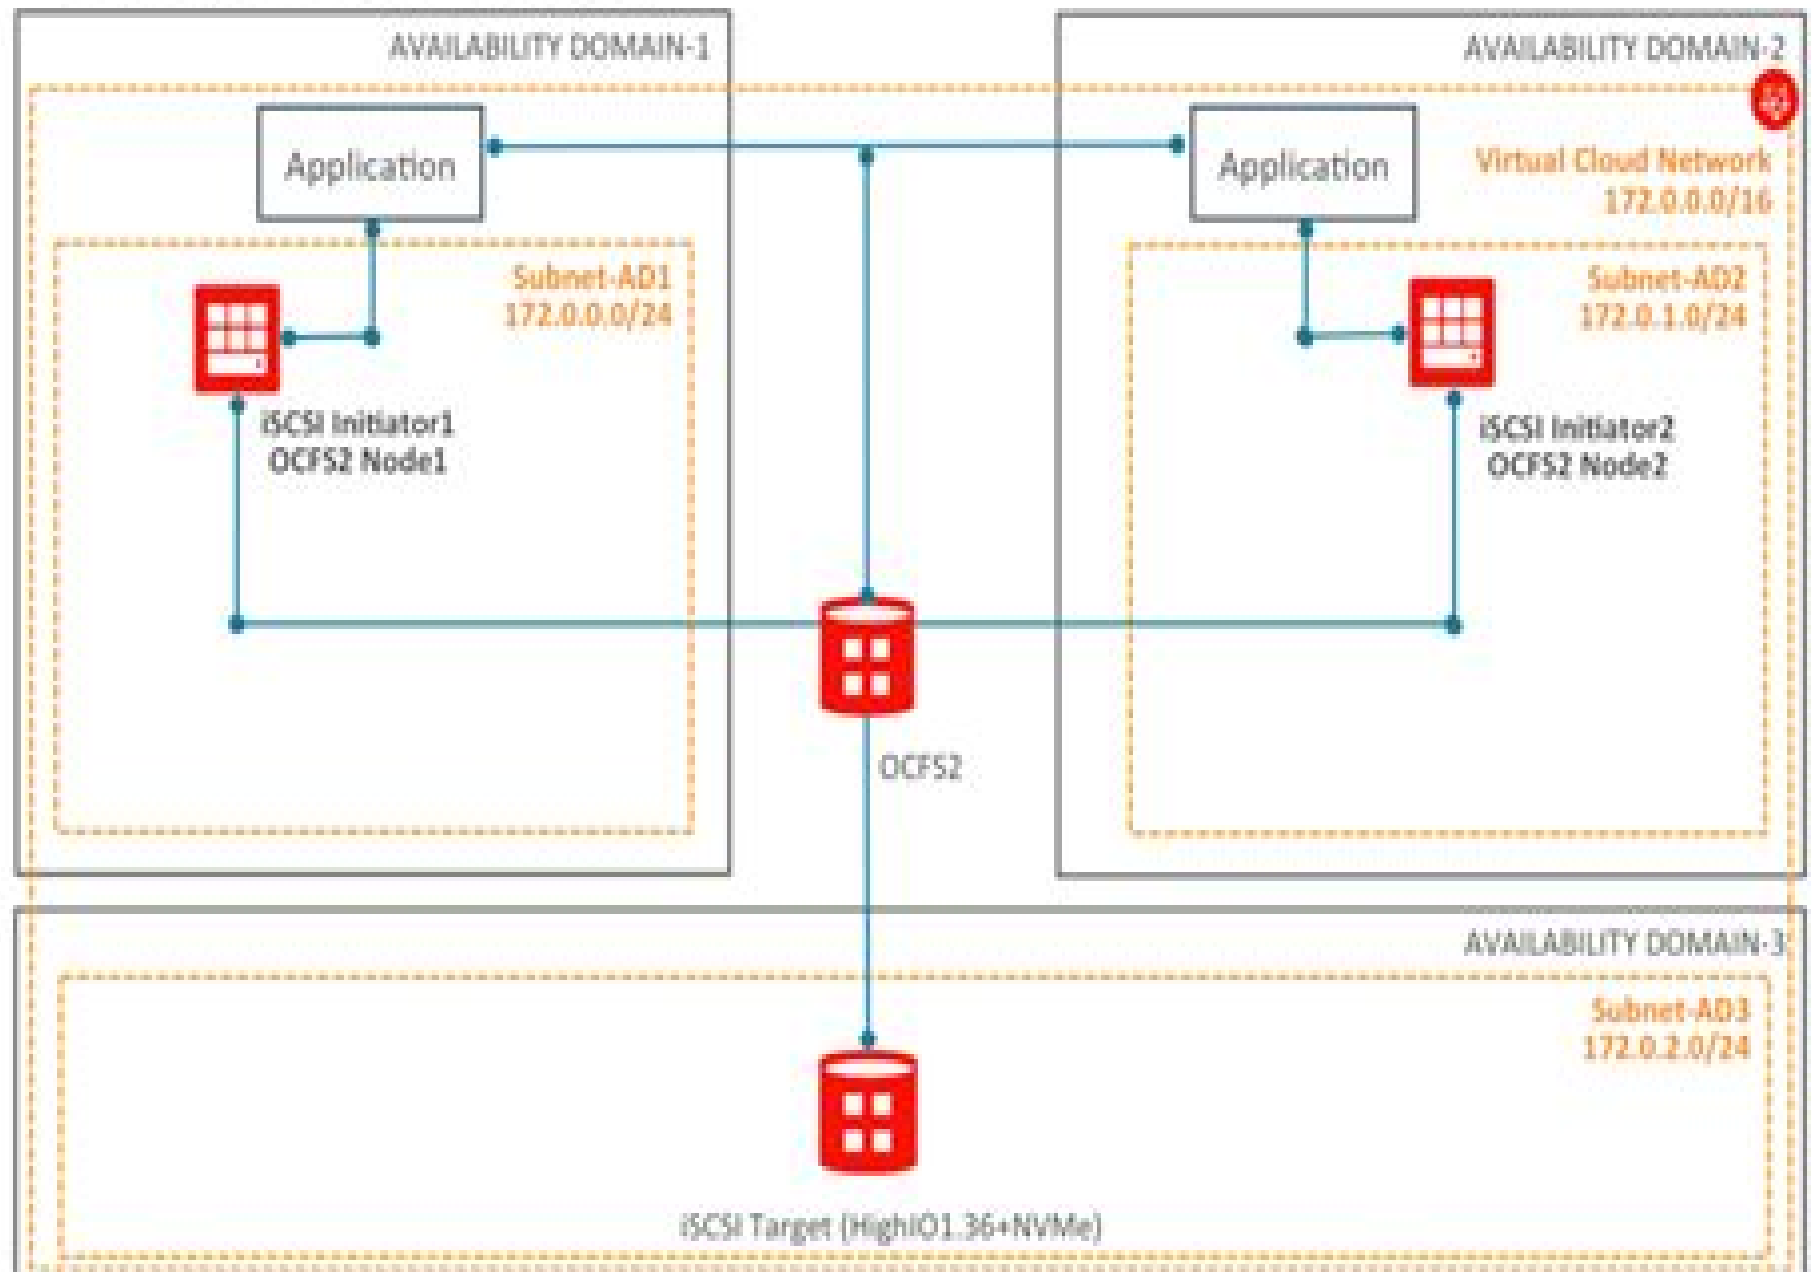 AVAILABILITY DOMAIN-1
AVAILABILITY DOMAIN-2
Application
Application
Virtual Cloud Network
172.0.0.0/16
Subnet-AD1
172.0.0.0/24
Subnet-AD2
172.0.1.0/24
iSCSI Initiator1
OCFS2 Node1
iSCSI Initiator2
OCFS2 Node2
OCFS2
AVAILABILITY DOMAIN-3
Subnet-AD3
172.0.2.0/24
iSCSI Target (HighIO1.36+NVMe)